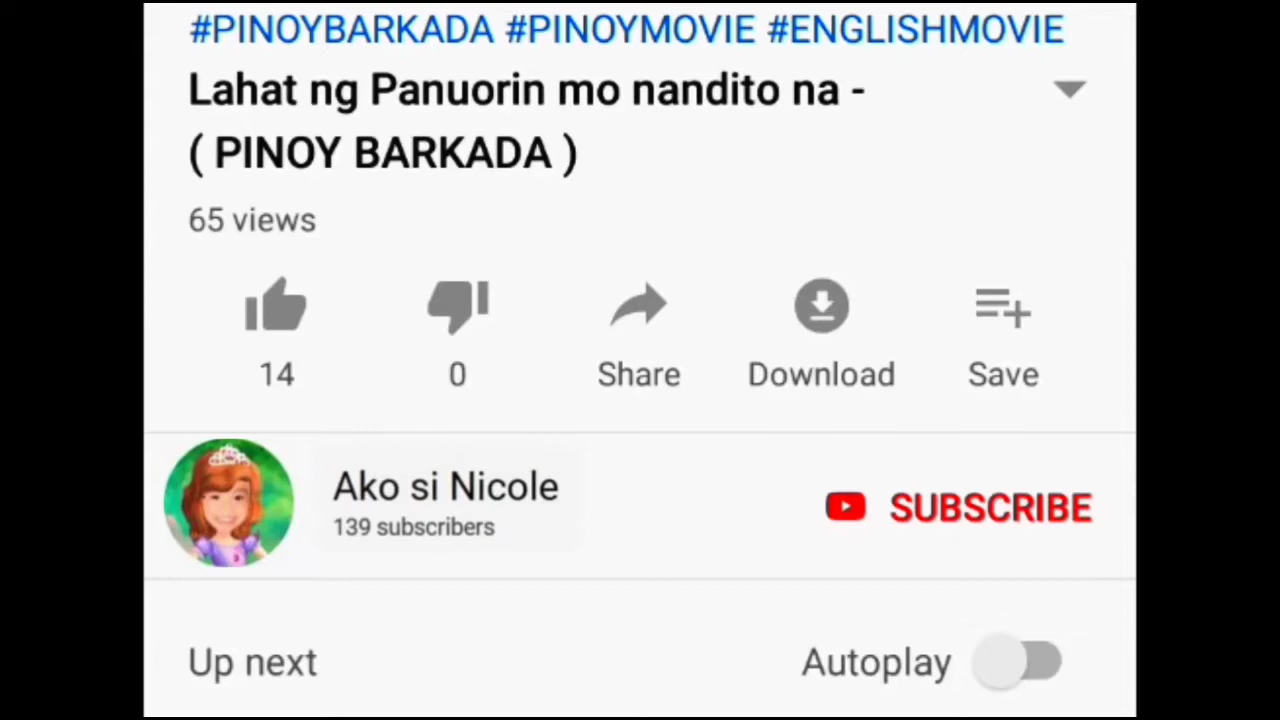 #PINOYBARKADA #PINOYMOVIE #ENGLISHMOVIE
Lahat ng Panuorin mo nandito na -
( PINOY BARKADA )
65 views
14 0 Share Download Save
Ako si Nicole
139 subscribers
SUBSCRIBE
Up next Autoplay